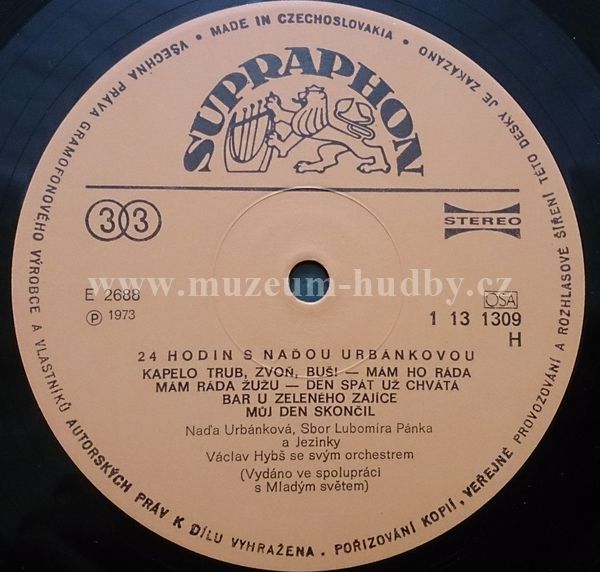 VŠECHNA PRÁVA GRAMOFONOVÉHO VÝROBCE A VLASTNÍKŮ AUTORSKÝCH PRÁV K DÍLU VYHRAŽENA. POŘIZOVÁNÍ KOPIÍ, VEŘEJNÉ PROVOZOVÁNÍ A ROZHLASOVÉ ŠÍŘENÍ TÉTO DESKY JE ZAKÁZÁNO • MADE IN CZECHOSLOVAKIA •
SUPRAPHON
33
STEREO
www.muzeum-hudby.cz
E 2688
OSA
Ⓟ 1973
1 13 1309
H
24 HODIN S NAĎOU URBÁNKOVOU
KAPELO TRUB, ZVOŇ, BUŠ! — MÁM HO RÁDA
MÁM RÁDA ŽUŽU — DEN SPÁT UŽ CHVÁTÁ
BAR U ZELENÉHO ZAJÍCE
MŮJ DEN SKONČIL
Naďa Urbánková, Sbor Lubomíra Pánka
a Jezinky
Václav Hybš se svým orchestrem
(Vydáno ve spolupráci
s Mladým světem)